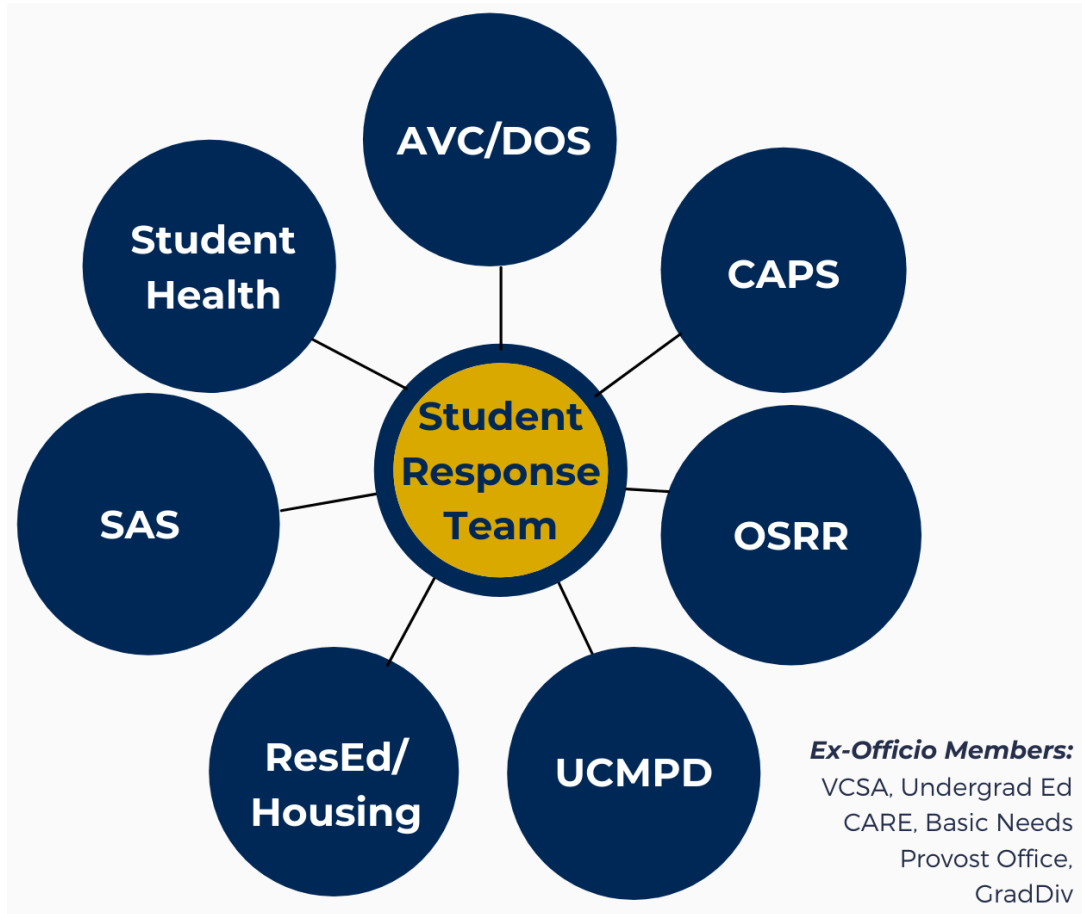 AVC/DOS
Student
Health
CAPS
Student
Response
Team
SAS
OSRR
ResEd/
Housing
UCMPD
Ex-Officio Members:
VCSA, Undergrad Ed
CARE, Basic Needs
Provost Office,
GradDiv